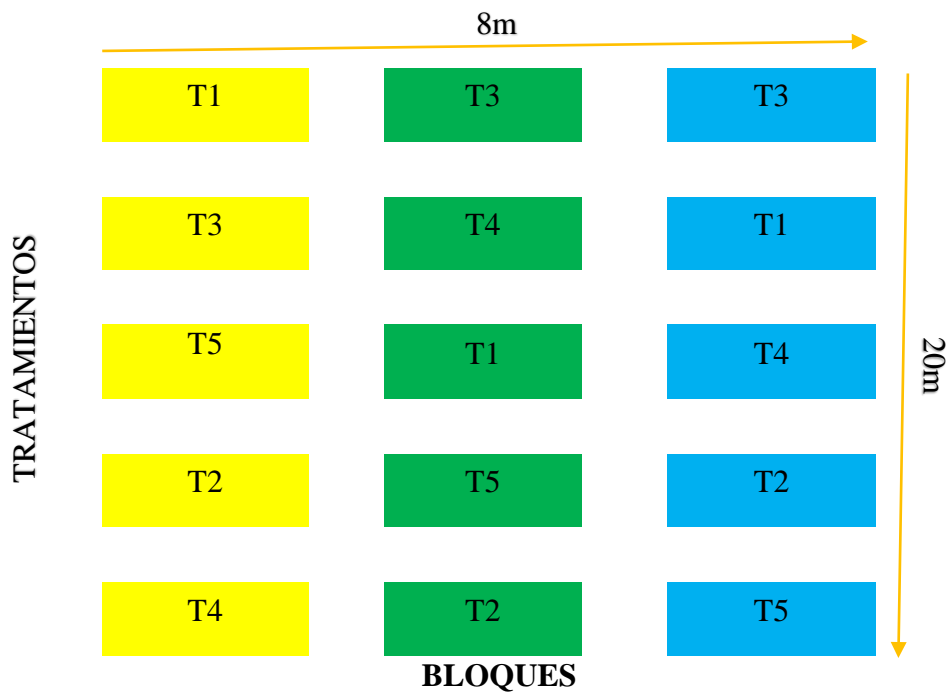 8m
T1 T3 T3
T3 T4 T1
T5 T1 T4
T2 T5 T2
T4 T2 T5
TRATAMIENTOS
20m
BLOQUES